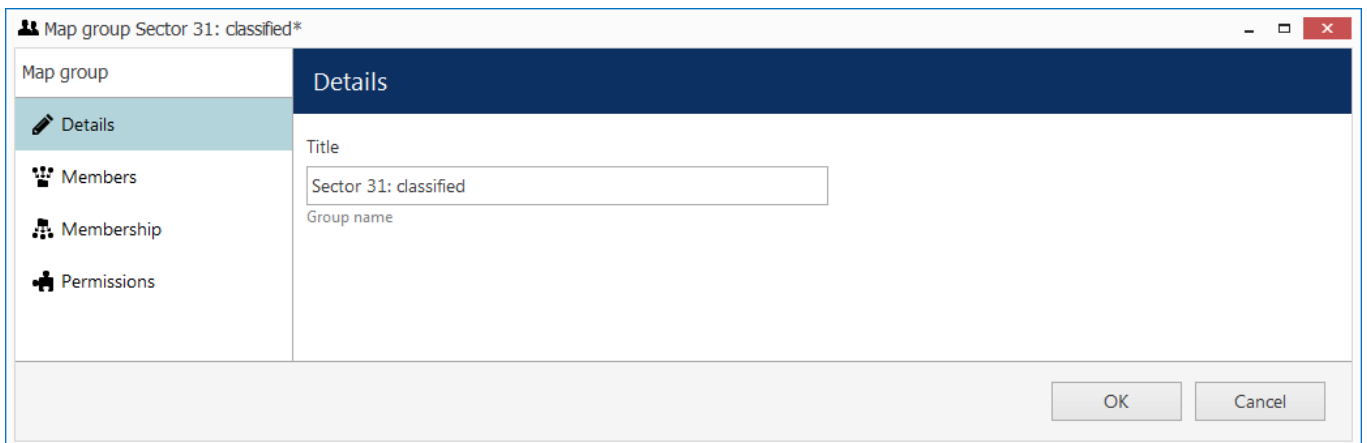 Map group Sector 31: classified*
Map group
Details
Members
Membership
Permissions
Details
Title
Sector 31: classified
Group name
OK
Cancel